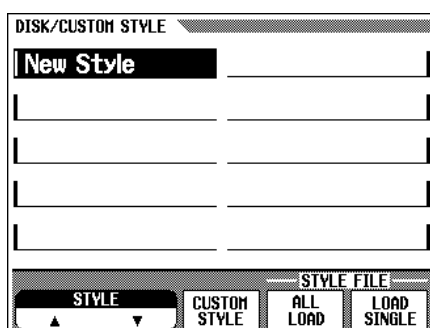 DISK/CUSTOM STYLE
New Style
STYLE FILE
STYLE
▲ ▼
CUSTOM
STYLE
ALL
LOAD
LOAD
SINGLE